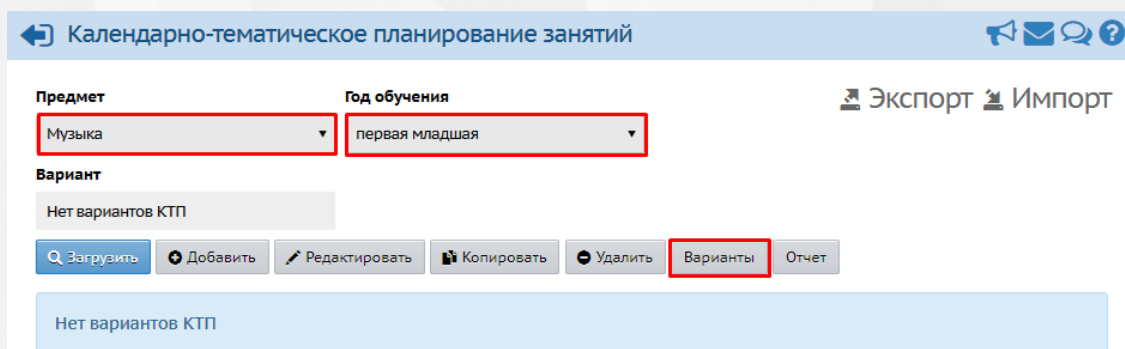 Календарно-тематическое планирование занятий
Предмет Год обучения Экспорт Импорт
Музыка первая младшая
Вариант
Нет вариантов КТП
Загрузить Добавить Редактировать Копировать Удалить Варианты Отчет
Нет вариантов КТП